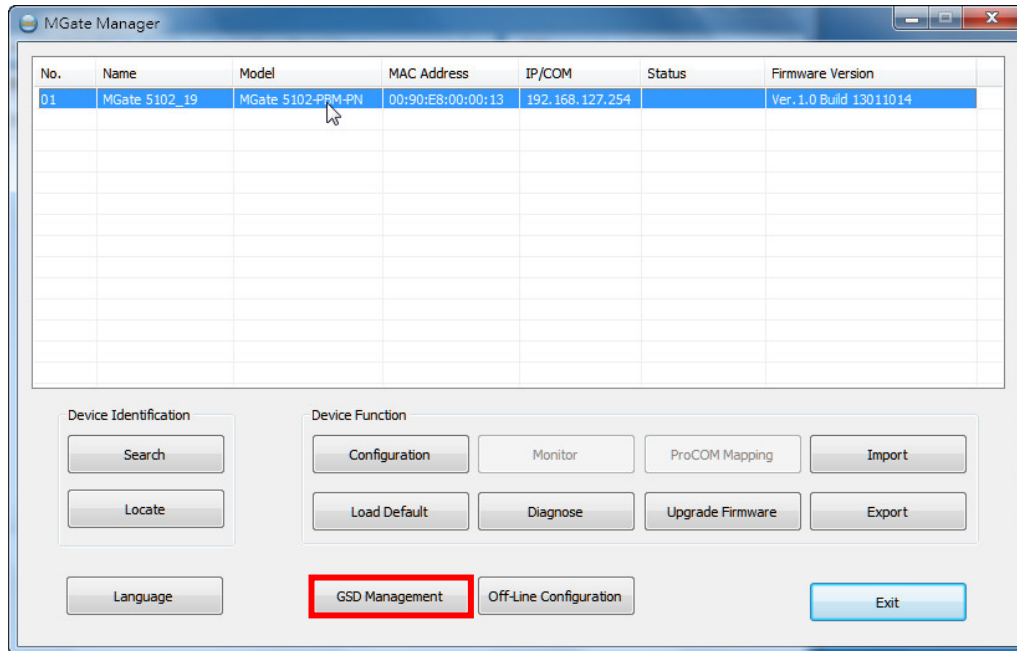 MGate Manager
No. Name Model MAC Address IP/COM Status Firmware Version
01 MGate 5102_19 MGate 5102-PBM-PN 00:90:E8:00:00:13 192.168.127.254 Ver.1.0 Build 13011014
Device Identification Device Function
Search Configuration Monitor ProCOM Mapping Import
Locate Load Default Diagnose Upgrade Firmware Export
Language GSD Management Off-Line Configuration Exit